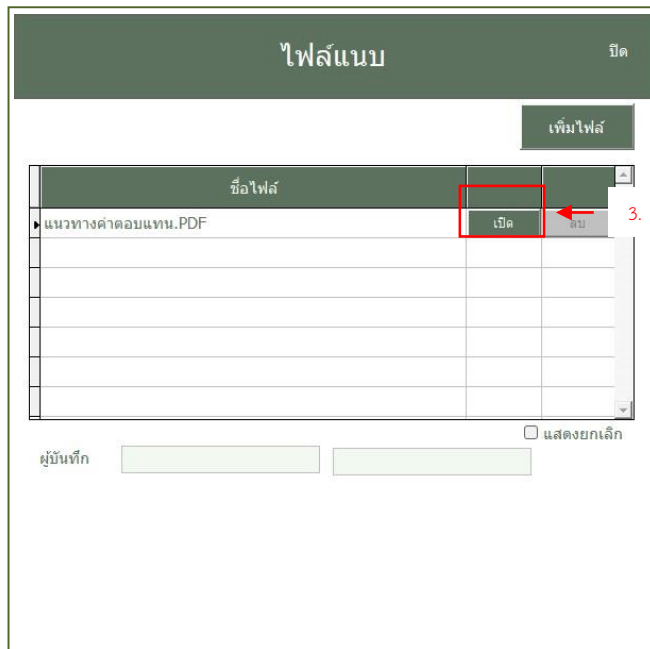 ไฟล์แนบ
ปิด
เพิ่มไฟล์
ชื่อไฟล์
แนวทางค่าตอบแทน.PDF เปิด ลบ 3.
แสดงยกเลิก
ผู้บันทึก